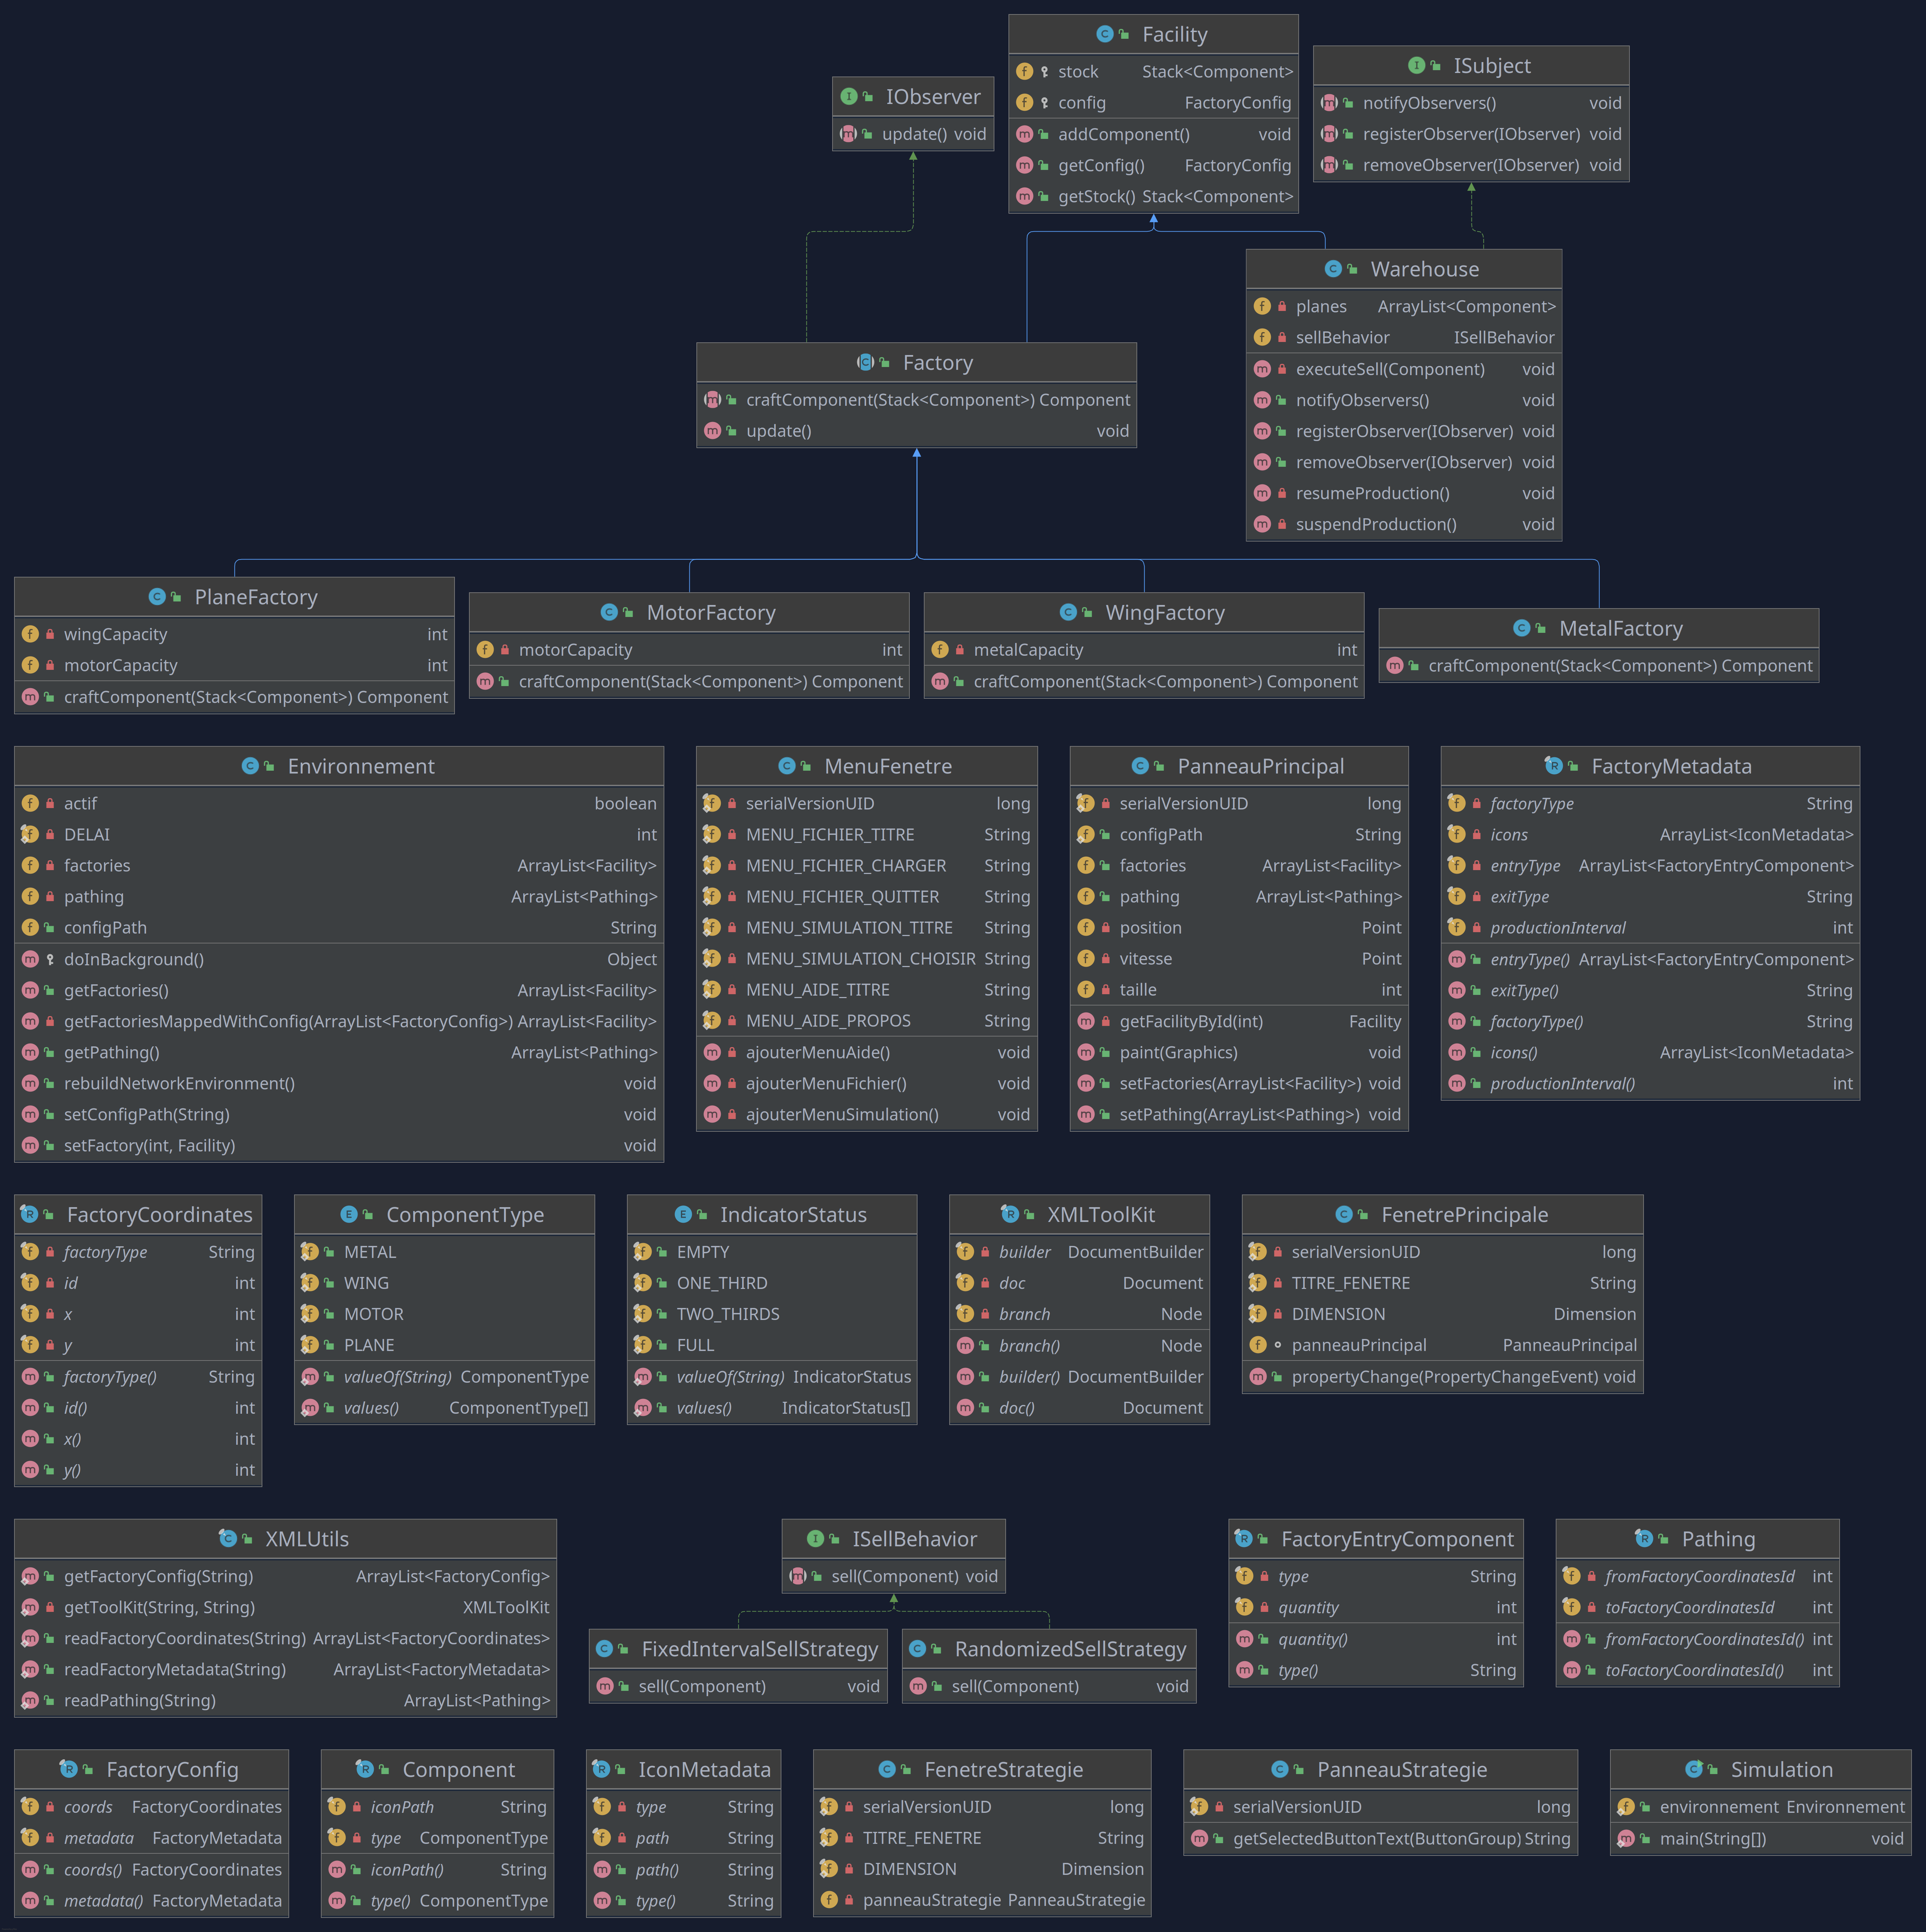 Facility
stock Stack<Component>
config FactoryConfig
addComponent() void
getConfig() FactoryConfig
getStock() Stack<Component>
ISubject
notifyObservers() void
registerObserver(IObserver) void
removeObserver(IObserver) void
IObserver
update() void
Warehouse
planes ArrayList<Component>
sellBehavior ISellBehavior
executeSell(Component) void
notifyObservers() void
registerObserver(IObserver) void
removeObserver(IObserver) void
resumeProduction() void
suspendProduction() void
Factory
craftComponent(Stack<Component>) Component
update() void
PlaneFactory
wingCapacity int
motorCapacity int
craftComponent(Stack<Component>) Component
MotorFactory
motorCapacity int
craftComponent(Stack<Component>) Component
WingFactory
metalCapacity int
craftComponent(Stack<Component>) Component
MetalFactory
craftComponent(Stack<Component>) Component
Environnement
actif boolean
DELAI int
factories ArrayList<Facility>
pathing ArrayList<Pathing>
configPath String
doInBackground() Object
getFactories() ArrayList<Facility>
getFactoriesMappedWithConfig(ArrayList<FactoryConfig>) ArrayList<Facility>
getPathing() ArrayList<Pathing>
rebuildNetworkEnvironment() void
setConfigPath(String) void
setFactory(int, Facility) void
MenuFenetre
serialVersionUID long
MENU_FICHIER_TITRE String
MENU_FICHIER_CHARGER String
MENU_FICHIER_QUITTER String
MENU_SIMULATION_TITRE String
MENU_SIMULATION_CHOISIR String
MENU_AIDE_TITRE String
MENU_AIDE_PROPOS String
ajouterMenuAide() void
ajouterMenuFichier() void
ajouterMenuSimulation() void
PanneauPrincipal
serialVersionUID long
configPath String
factories ArrayList<Facility>
pathing ArrayList<Pathing>
position Point
vitesse Point
taille int
getFacilityById(int) Facility
paint(Graphics) void
setFactories(ArrayList<Facility>) void
setPathing(ArrayList<Pathing>) void
FactoryMetadata
factoryType String
icons ArrayList<IconMetadata>
entryType ArrayList<FactoryEntryComponent>
exitType String
productionInterval int
entryType() ArrayList<FactoryEntryComponent>
exitType() String
factoryType() String
icons() ArrayList<IconMetadata>
productionInterval() int
FactoryCoordinates
factoryType String
id int
x int
y int
factoryType() String
id() int
x() int
y() int
ComponentType
METAL
WING
MOTOR
PLANE
valueOf(String) ComponentType
values() ComponentType[]
IndicatorStatus
EMPTY
ONE_THIRD
TWO_THIRDS
FULL
valueOf(String) IndicatorStatus
values() IndicatorStatus[]
XMLToolKit
builder DocumentBuilder
doc Document
branch Node
branch() Node
builder() DocumentBuilder
doc() Document
FenetrePrincipale
serialVersionUID long
TITRE_FENETRE String
DIMENSION Dimension
panneauPrincipal PanneauPrincipal
propertyChange(PropertyChangeEvent) void
XMLUtils
getFactoryConfig(String) ArrayList<FactoryConfig>
getToolKit(String, String) XMLToolKit
readFactoryCoordinates(String) ArrayList<FactoryCoordinates>
readFactoryMetadata(String) ArrayList<FactoryMetadata>
readPathing(String) ArrayList<Pathing>
ISellBehavior
sell(Component) void
FixedIntervalSellStrategy
sell(Component) void
RandomizedSellStrategy
sell(Component) void
FactoryEntryComponent
type String
quantity int
quantity() int
type() String
Pathing
fromFactoryCoordinatesId int
toFactoryCoordinatesId int
fromFactoryCoordinatesId() int
toFactoryCoordinatesId() int
FactoryConfig
coords FactoryCoordinates
metadata FactoryMetadata
coords() FactoryCoordinates
metadata() FactoryMetadata
Component
iconPath String
type ComponentType
iconPath() String
type() ComponentType
IconMetadata
type String
path String
path() String
type() String
FenetreStrategie
serialVersionUID long
TITRE_FENETRE String
DIMENSION Dimension
panneauStrategie PanneauStrategie
PanneauStrategie
serialVersionUID long
getSelectedButtonText(ButtonGroup) String
Simulation
environnement Environnement
main(String[]) void